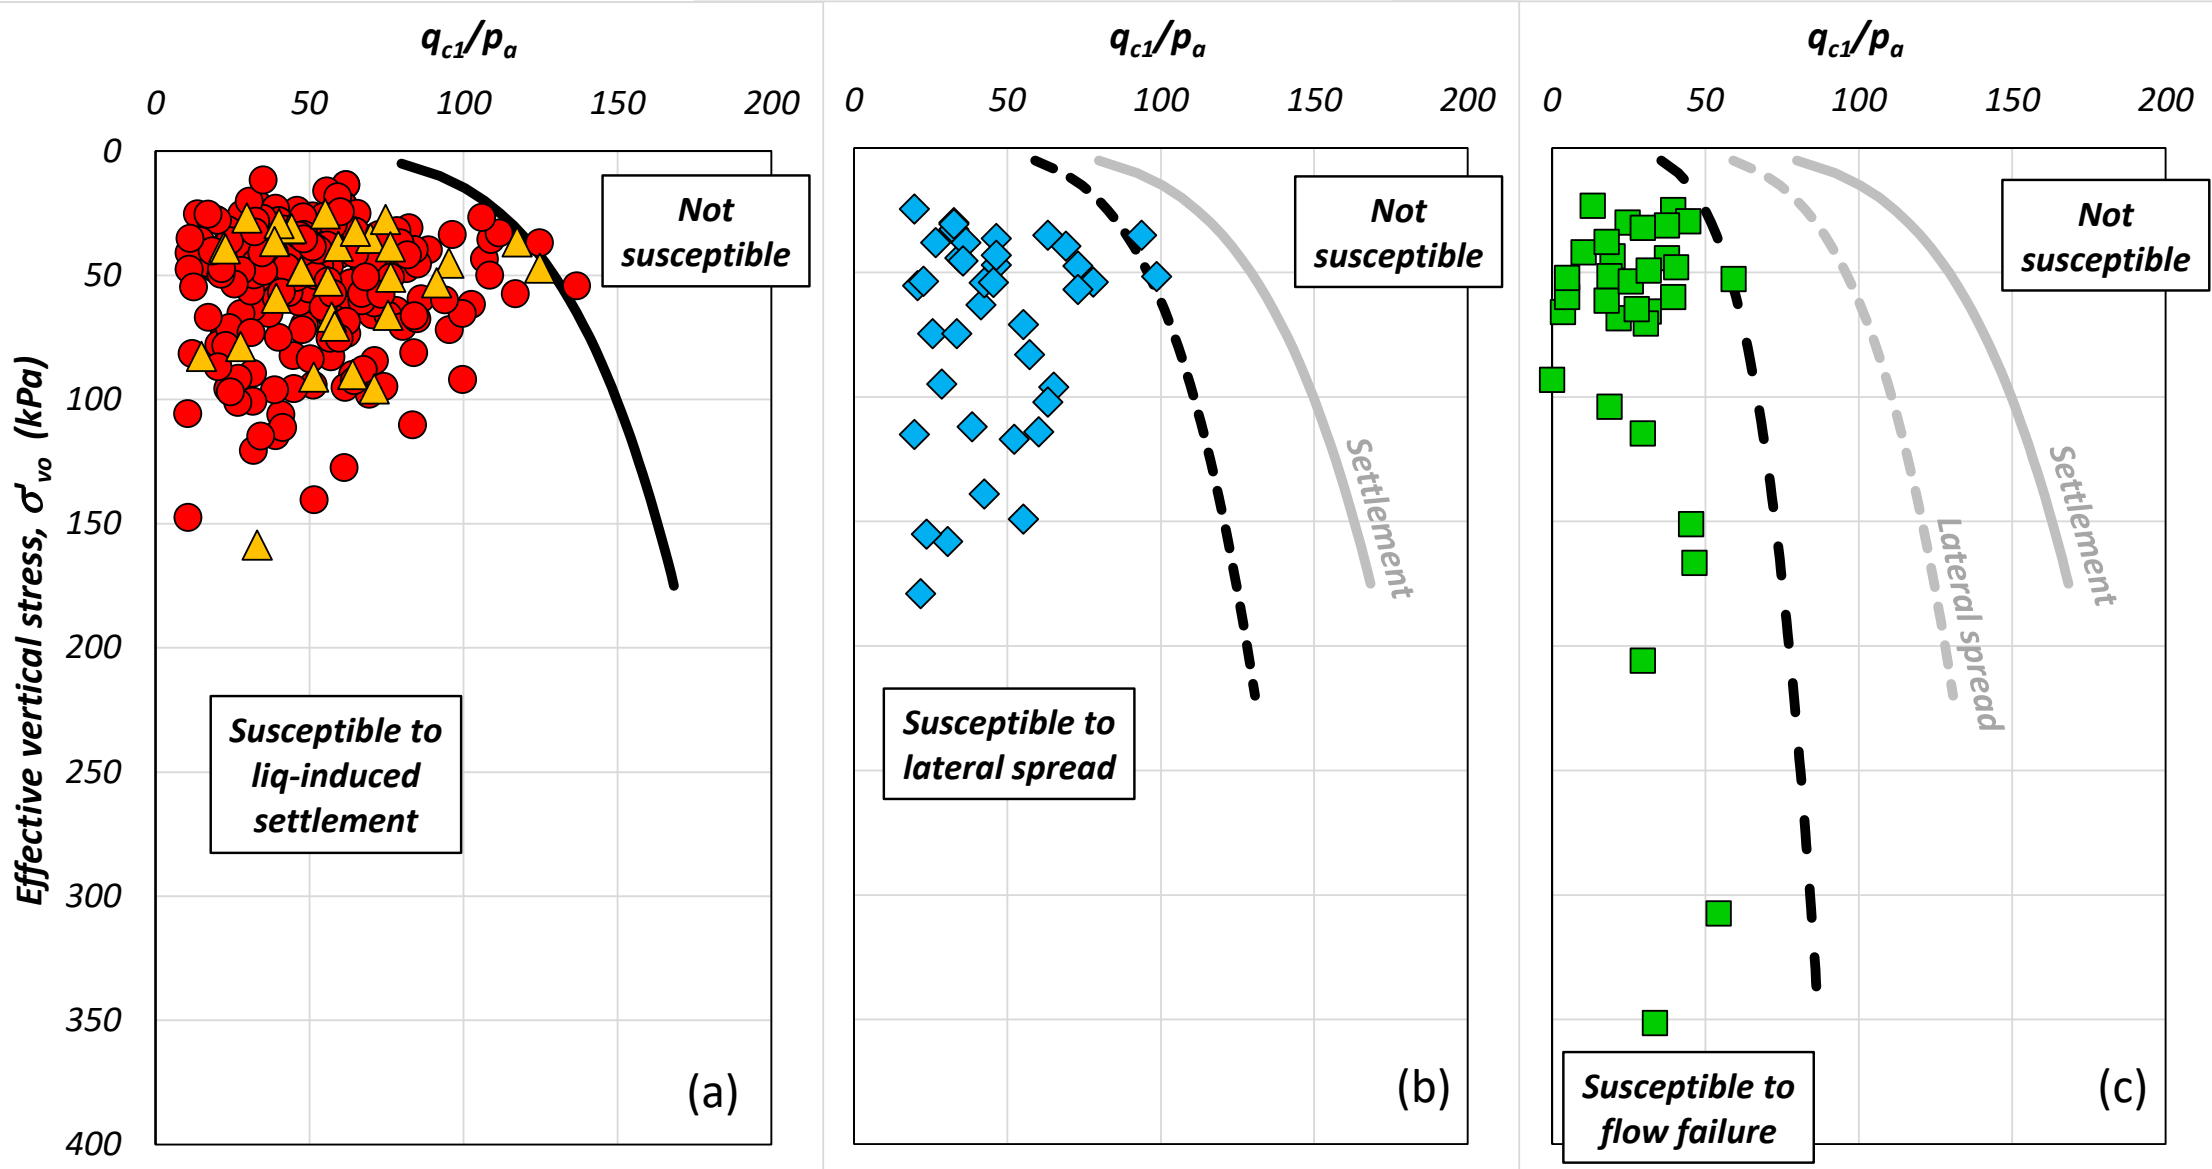 q_c1/p_a
0 50 100 150 200
0
50
100
150
200
250
300
350
400
Effective vertical stress, σ'_vo (kPa)
Not
susceptible
Susceptible to
liq-induced
settlement
(a)
q_c1/p_a
0 50 100 150 200
Not
susceptible
Settlement
Susceptible to
lateral spread
(b)
q_c1/p_a
0 50 100 150 200
Not
susceptible
Settlement
Lateral spread
Susceptible to
flow failure
(c)